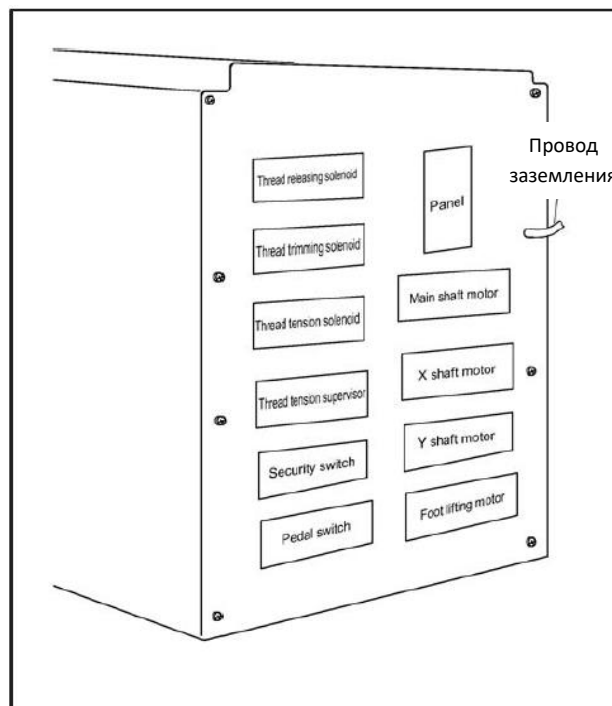 Thread releasing solenoid
Thread trimming solenoid
Thread tension solenoid
Thread tension supervisor
Security switch
Pedal switch
Panel
Main shaft motor
X shaft motor
Y shaft motor
Foot lifting motor
Провод
заземления